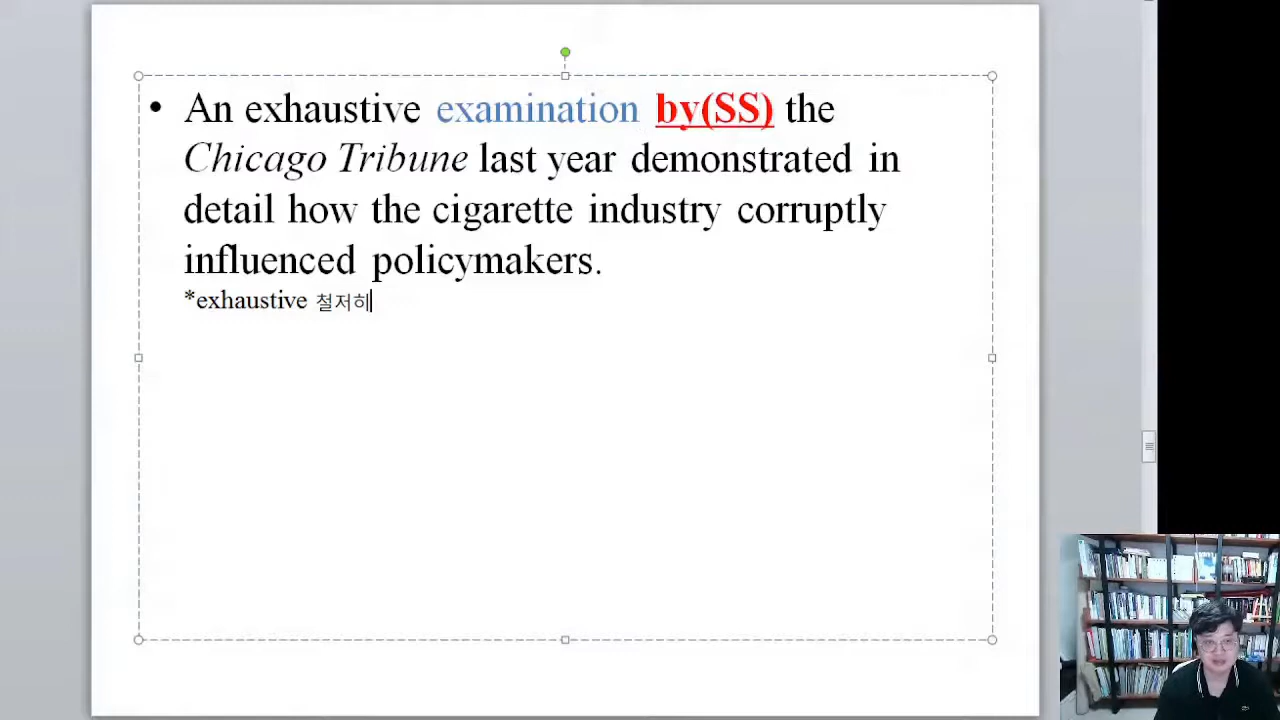 • An exhaustive examination by(SS) the
Chicago Tribune last year demonstrated in
detail how the cigarette industry corruptly
influenced policymakers.
*exhaustive 철저히